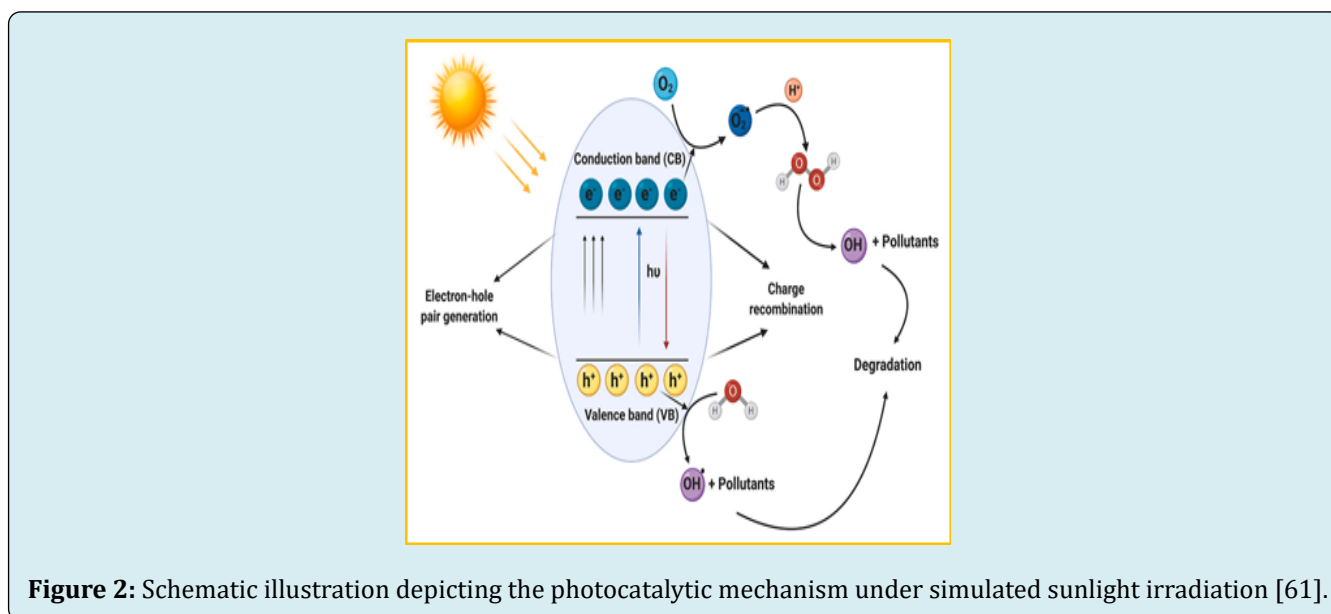 O₂
O₂⁻•
H⁺
Conduction band (CB)
e⁻ e⁻ e⁻ e⁻
H O O H
OH + Pollutants
hυ
Electron-hole
pair generation
Charge
recombination
Degradation
h⁺ h⁺ h⁺ h⁺
Valence band (VB)
H O H
OH• + Pollutants
Figure 2: Schematic illustration depicting the photocatalytic mechanism under simulated sunlight irradiation [61].